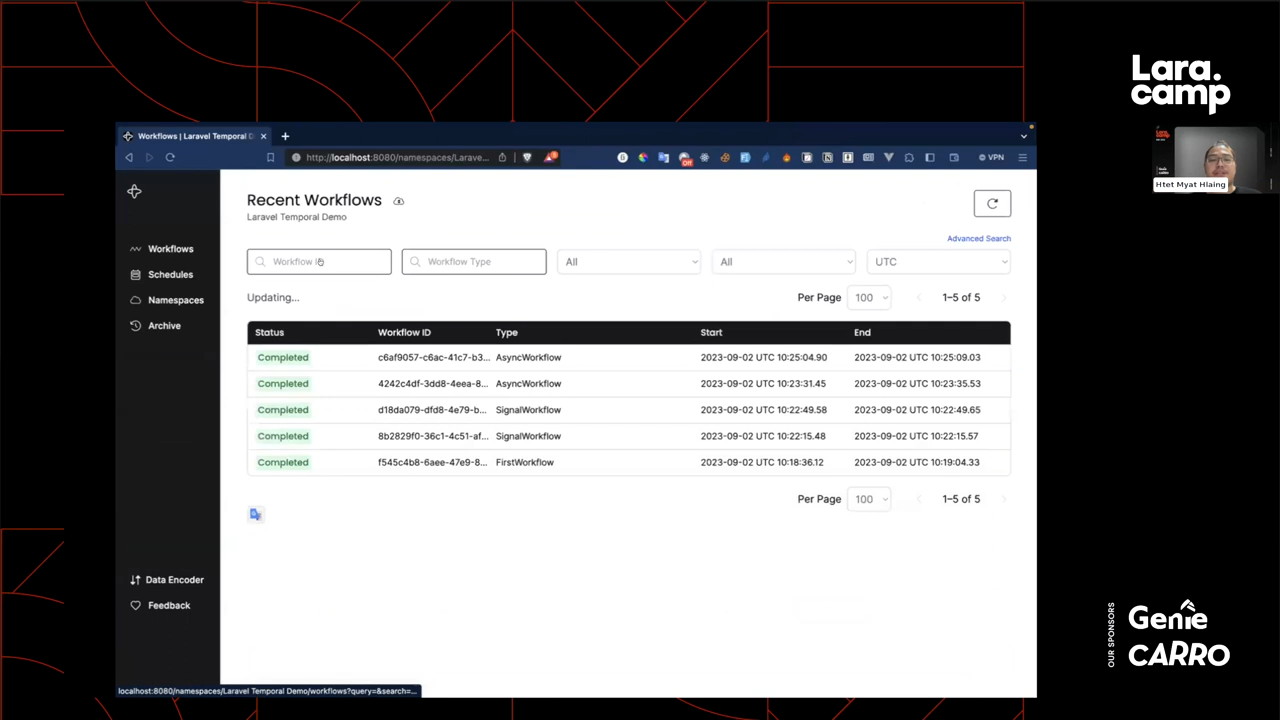 Lara.
camp
Htet Myat Hlaing
Workflows | Laravel Temporal D
http://localhost:8080/namespaces/Larave...
Off
VPN
Recent Workflows
Laravel Temporal Demo
Workflows
Schedules
Namespaces
Archive
Advanced Search
Workflow ID
Workflow Type
All
All
UTC
Updating...
Per Page
100
1–5 of 5
Status
Workflow ID
Type
Start
End
Completed c6af9057-c6ac-41c7-b3... AsyncWorkflow 2023-09-02 UTC 10:25:04.90 2023-09-02 UTC 10:25:09.03
Completed 4242c4df-3dd8-4eea-8... AsyncWorkflow 2023-09-02 UTC 10:23:31.45 2023-09-02 UTC 10:23:35.53
Completed d18da079-dfd8-4e79-b... SignalWorkflow 2023-09-02 UTC 10:22:49.58 2023-09-02 UTC 10:22:49.65
Completed 8b2829f0-36c1-4c51-af... SignalWorkflow 2023-09-02 UTC 10:22:15.48 2023-09-02 UTC 10:22:15.57
Completed f545c4b8-6aee-47e9-8... FirstWorkflow 2023-09-02 UTC 10:18:36.12 2023-09-02 UTC 10:19:04.33
Per Page
100
1–5 of 5
Data Encoder
Feedback
localhost:8080/namespaces/Laravel Temporal Demo/workflows?query=&search=...
OUR SPONSORS
Genie
CARRO